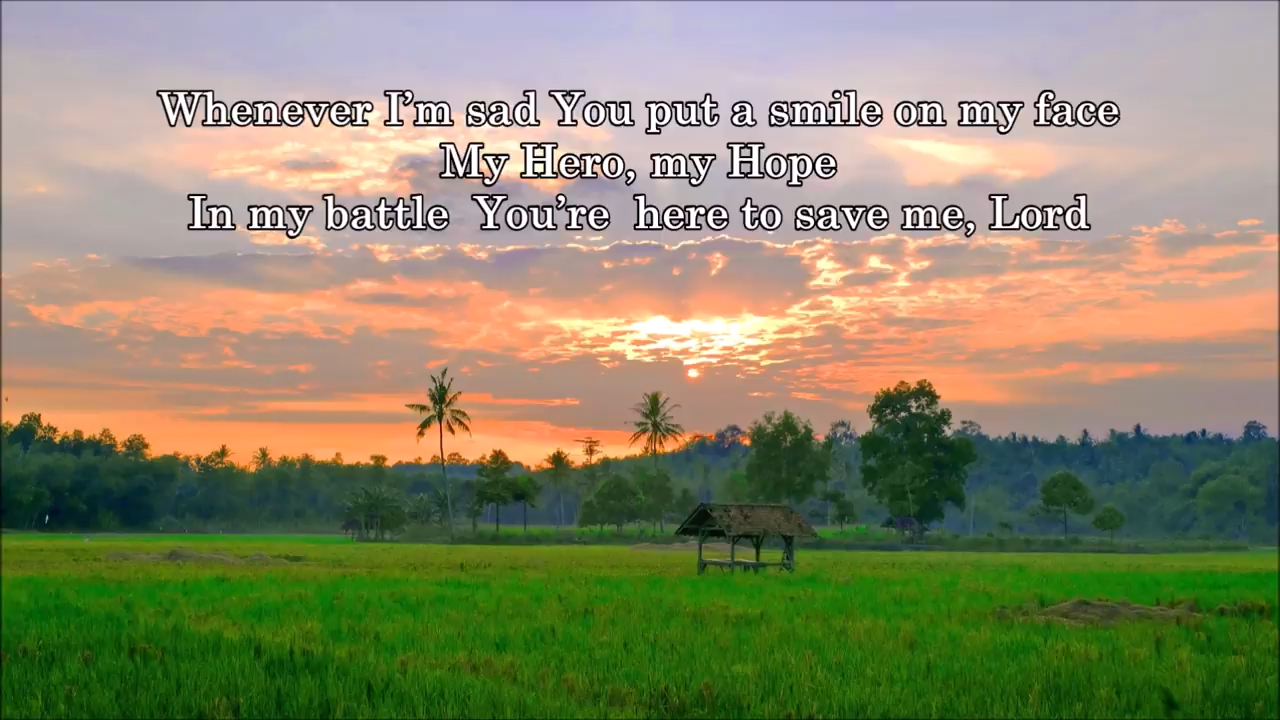 Whenever I’m sad You put a smile on my face
My Hero, my Hope
In my battle  You’re  here to save me, Lord